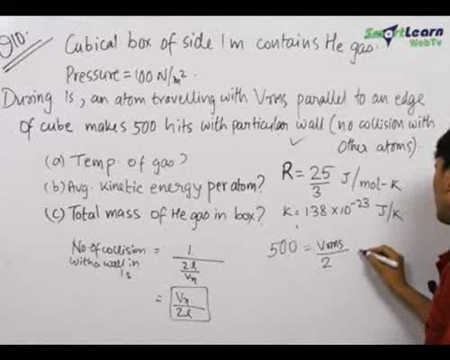 Q10.
Cubical box of side 1m contains He gas.
Pressure = 100 N/m².
During 1s, an atom travelling with Vrms parallel to an edge
of cube makes 500 hits with particular wall (no collision with
other atoms).
(a) Temp of gas?
(b) Avg. kinetic energy per atom?
(c) Total mass of He gas in box?
R = 25/3 J/mol-K
K = 1.38 × 10⁻²³ J/K
No of collision with a wall in 1s = 1/(2l/Vx)
= Vx/2l
500 = Vrms/2
SmartLearn
WebTv